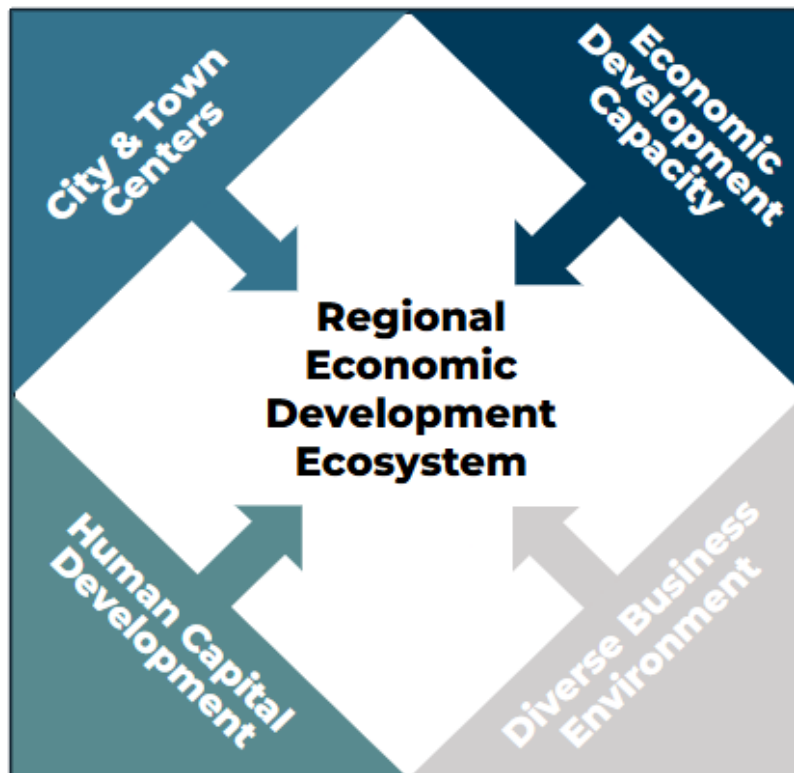 City & Town
Centers
Economic
Development
Capacity
Regional
Economic
Development
Ecosystem
Human Capital
Development
Diverse Business
Environment